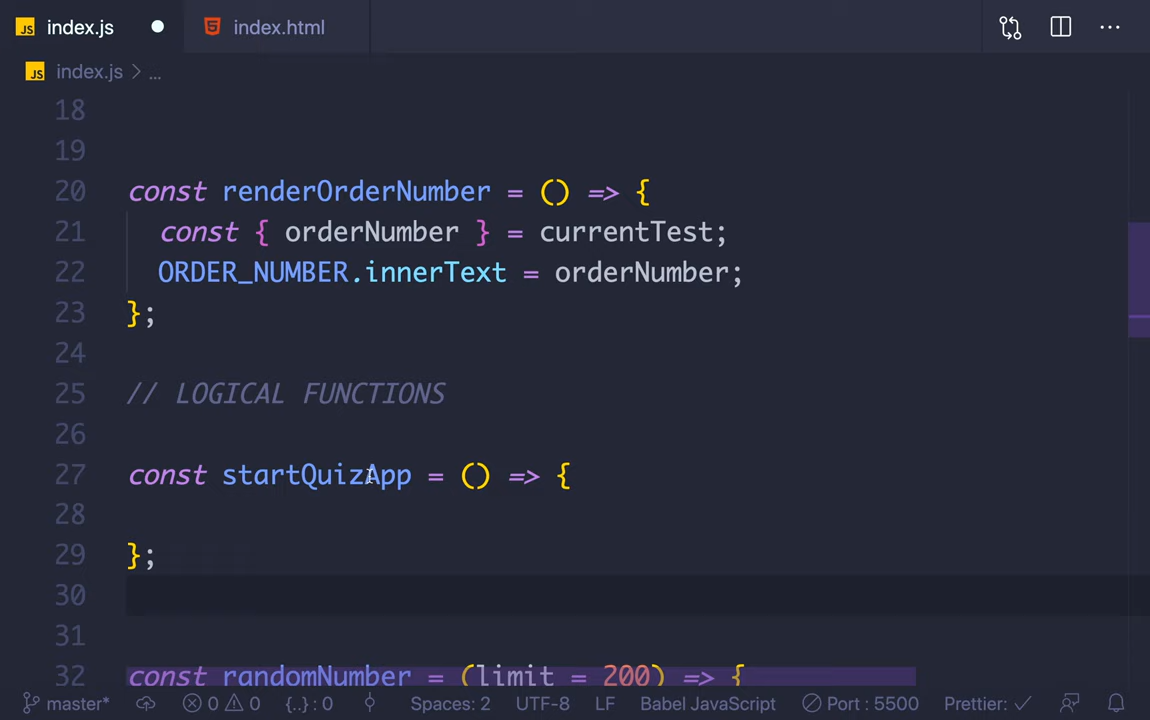 JS index.js
index.html
JS index.js > ...
18
19
20 const renderOrderNumber = () => {
21 const { orderNumber } = currentTest;
22 ORDER_NUMBER.innerText = orderNumber;
23 };
24
25 // LOGICAL FUNCTIONS
26
27 const startQuizApp = () => {
28
29 };
30
31
32 const randomNumber = (limit = 200) => {
master* 0 0 {..} : 0 Spaces: 2 UTF-8 LF Babel JavaScript Port : 5500 Prettier: ✓